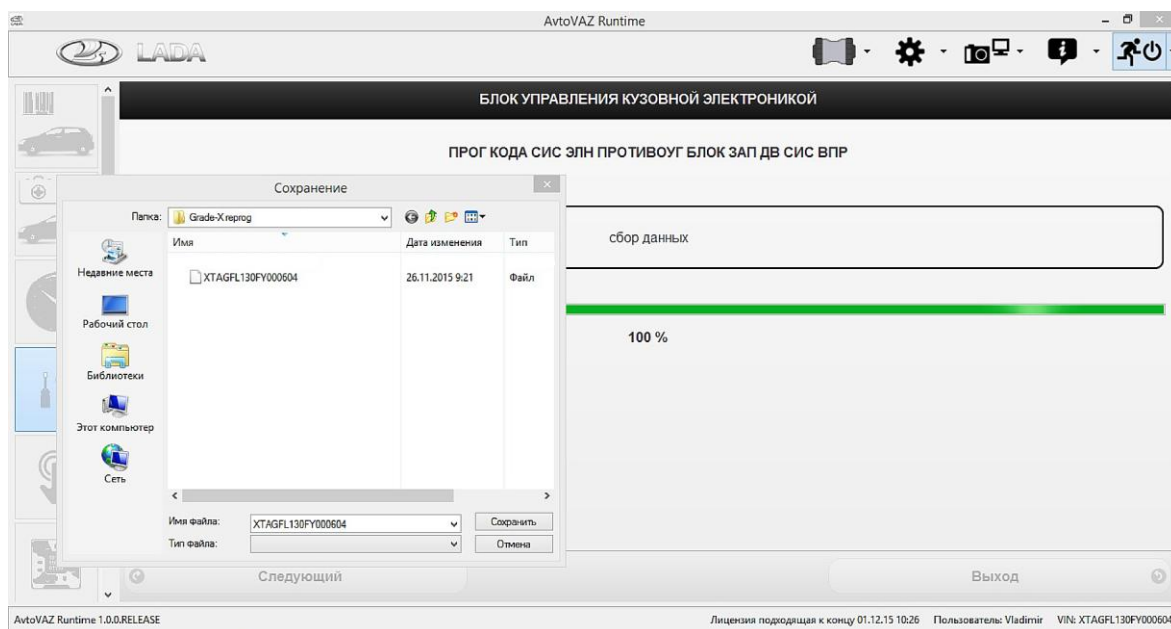 AvtoVAZ Runtime
LADA
БЛОК УПРАВЛЕНИЯ КУЗОВНОЙ ЭЛЕКТРОНИКОЙ
ПРОГ КОДА СИС ЭЛН ПРОТИВОУГ БЛОК ЗАП ДВ СИС ВПР
сбор данных
100 %
Сохранение
Папка: Grade-X reprog
Имя Дата изменения Тип
XTAGFL130FY000604 26.11.2015 9:21 Файл
Недавние места
Рабочий стол
Библиотеки
Этот компьютер
Сеть
Имя файла: XTAGFL130FY000604 Сохранить
Тип файла: Отмена
Следующий Выход
AvtoVAZ Runtime 1.0.0.RELEASE Лицензия подходящая к концу 01.12.15 10:26 Пользователь: Vladimir VIN: XTAGFL130FY000604